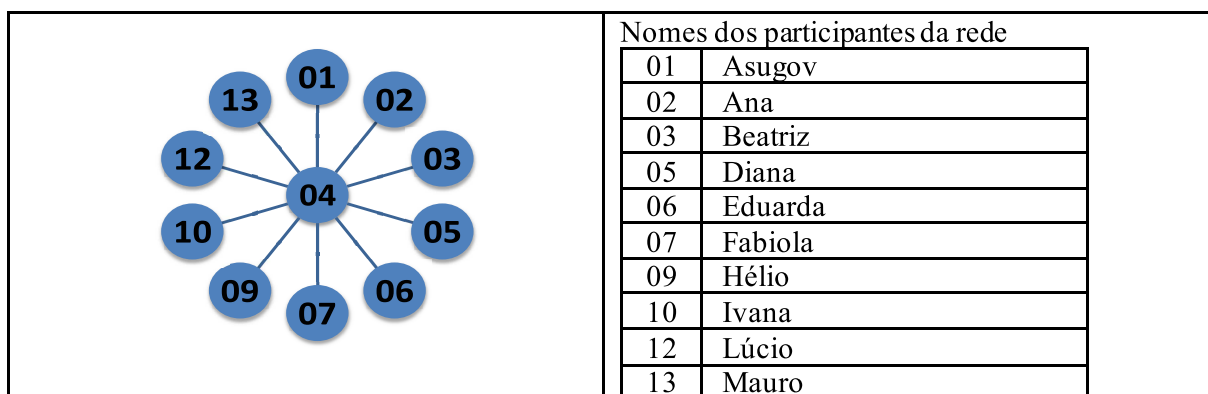 01
13
02
12
03
04
10
05
09
06
07
Nomes dos participantes da rede
01 Asugov
02 Ana
03 Beatriz
05 Diana
06 Eduarda
07 Fabiola
09 Hélio
10 Ivana
12 Lúcio
13 Mauro